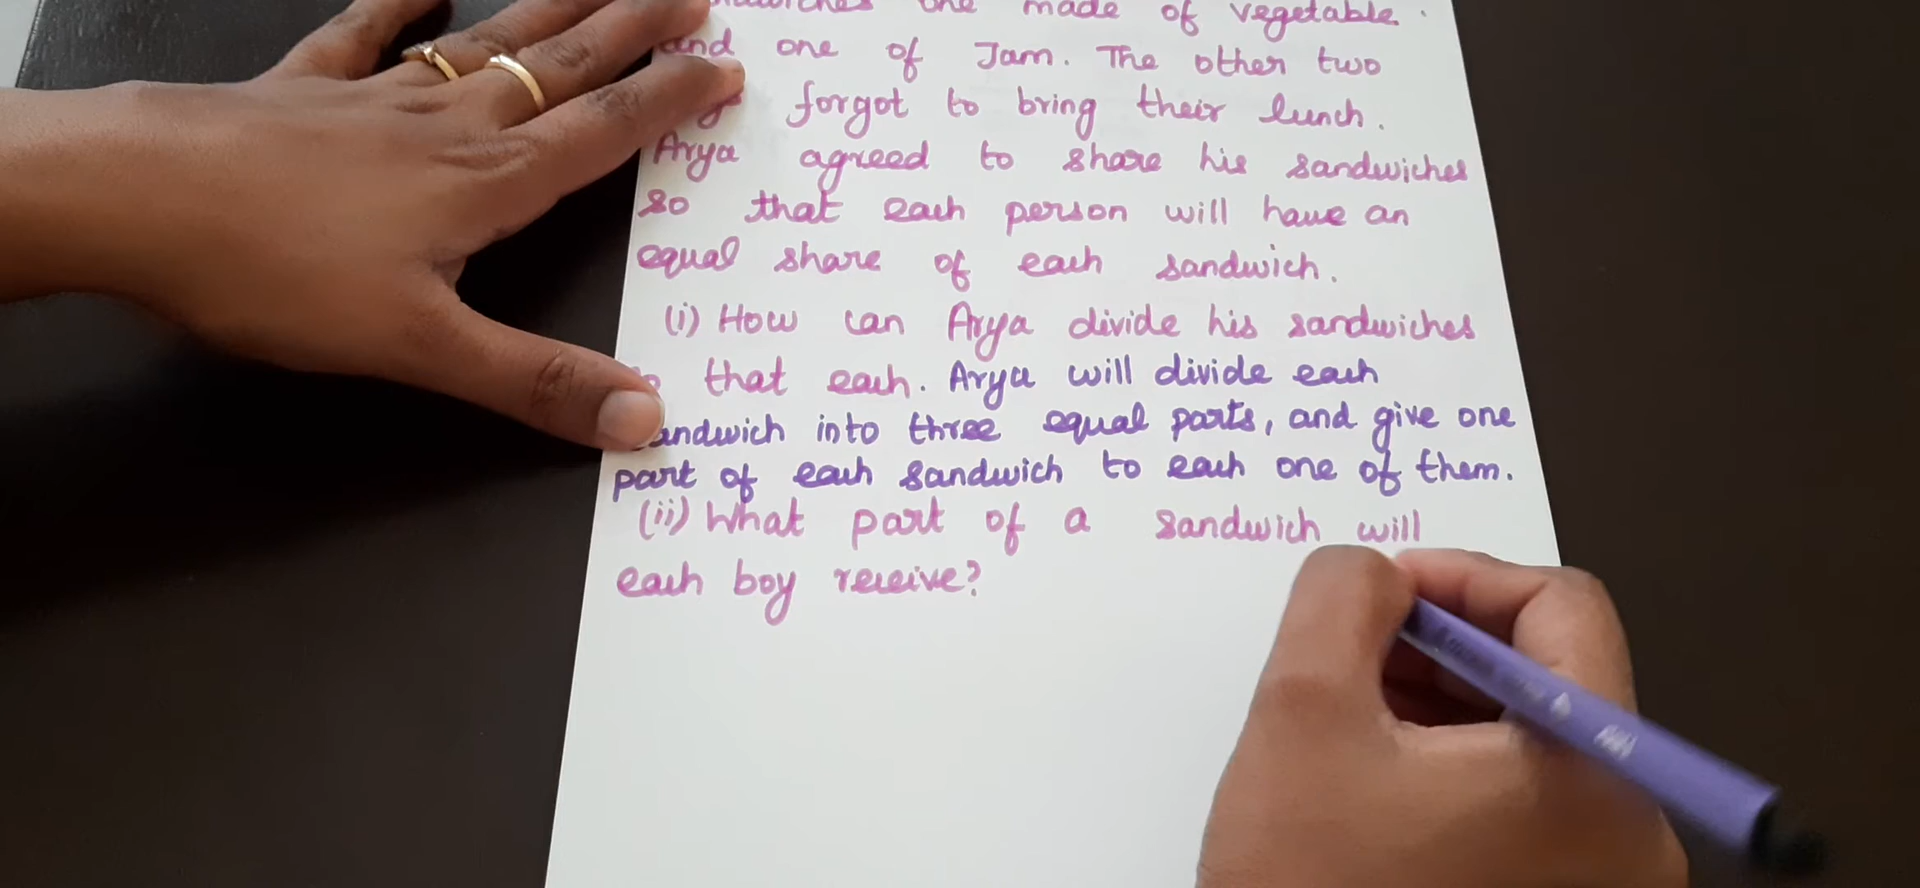 one made of vegetable.
and one of Jam. The other two
forgot to bring their lunch.
Arya agreed to share his sandwiches
so that each person will have an
equal share of each sandwich.
(i) How can Arya divide his sandwiches
that each. Arya will divide each
sandwich into three equal parts, and give one
part of each sandwich to each one of them.
(ii) What part of a sandwich will
each boy receive?